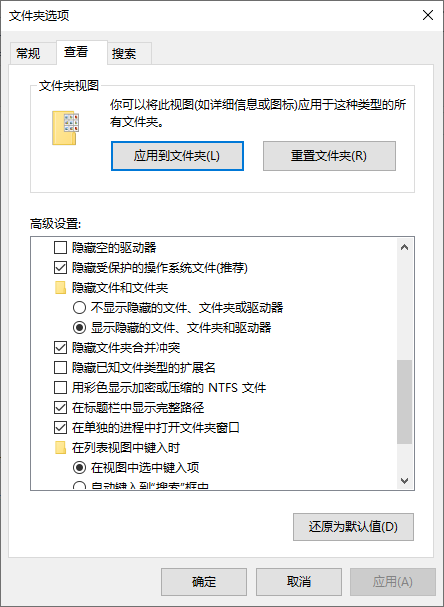 文件夹选项
常规
查看
搜索
文件夹视图
你可以将此视图(如详细信息或图标)应用于这种类型的所
有文件夹。
应用到文件夹(L)
重置文件夹(R)
高级设置:
隐藏空的驱动器
隐藏受保护的操作系统文件(推荐)
隐藏文件和文件夹
不显示隐藏的文件、文件夹或驱动器
显示隐藏的文件、文件夹和驱动器
隐藏文件夹合并冲突
隐藏已知文件类型的扩展名
用彩色显示加密或压缩的 NTFS 文件
在标题栏中显示完整路径
在单独的进程中打开文件夹窗口
在列表视图中键入时
在视图中选中键入项
自动键入到"搜索"框中
还原为默认值(D)
确定
取消
应用(A)